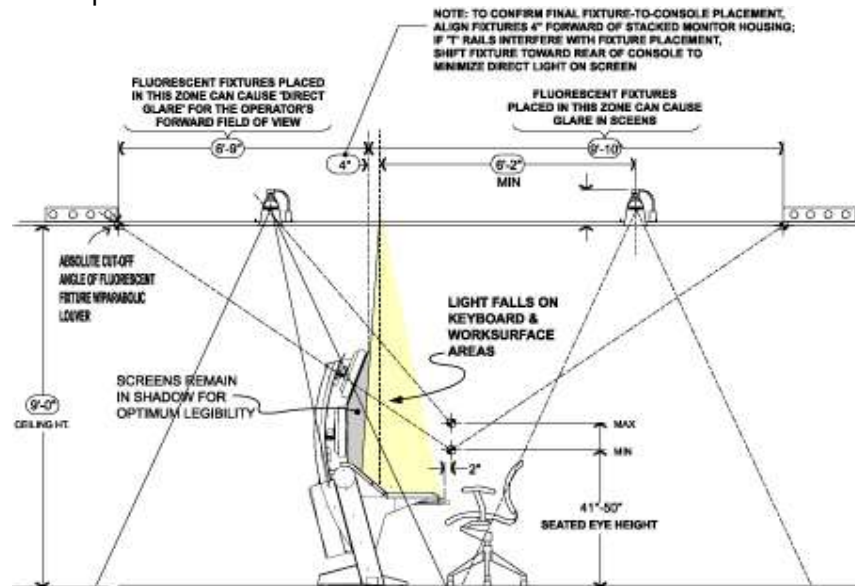 NOTE: TO CONFIRM FINAL FIXTURE-TO-CONSOLE PLACEMENT,
ALIGN FIXTURES 4" FORWARD OF STACKED MONITOR HOUSING;
IF 'T' RAILS INTERFERE WITH FIXTURE PLACEMENT,
SHIFT FIXTURE TOWARD REAR OF CONSOLE TO
MINIMIZE DIRECT LIGHT ON SCREEN
FLUORESCENT FIXTURES PLACED
IN THIS ZONE CAN CAUSE 'DIRECT
GLARE' FOR THE OPERATOR'S
FORWARD FIELD OF VIEW
FLUORESCENT FIXTURES
PLACED IN THIS ZONE CAN CAUSE
GLARE IN SCEENS
6'-9"
4"
6'-2"
MIN
9'-10"
ABSOLUTE CUT-OFF
ANGLE OF FLUORESCENT
FIXTURE W/PARABOLIC
LOUVER
LIGHT FALLS ON
KEYBOARD &
WORKSURFACE
AREAS
SCREENS REMAIN
IN SHADOW FOR
OPTIMUM LEGIBILITY
9'-0"
CEILING HT.
MAX
MIN
2"
41"-50"
SEATED EYE HEIGHT